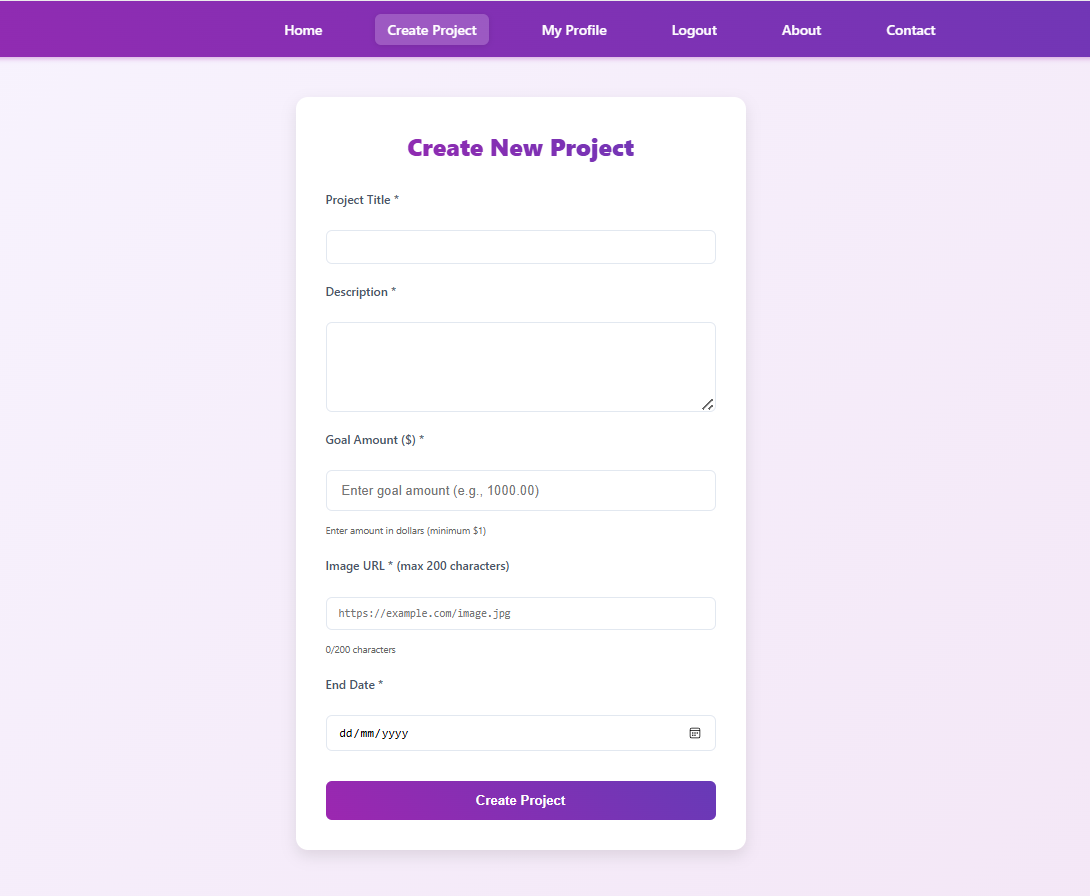 Home Create Project My Profile Logout About Contact
Create New Project
Project Title *
Description *
Goal Amount ($) *
Enter goal amount (e.g., 1000.00)
Enter amount in dollars (minimum $1)
Image URL * (max 200 characters)
https://example.com/image.jpg
0/200 characters
End Date *
dd/mm/yyyy
Create Project